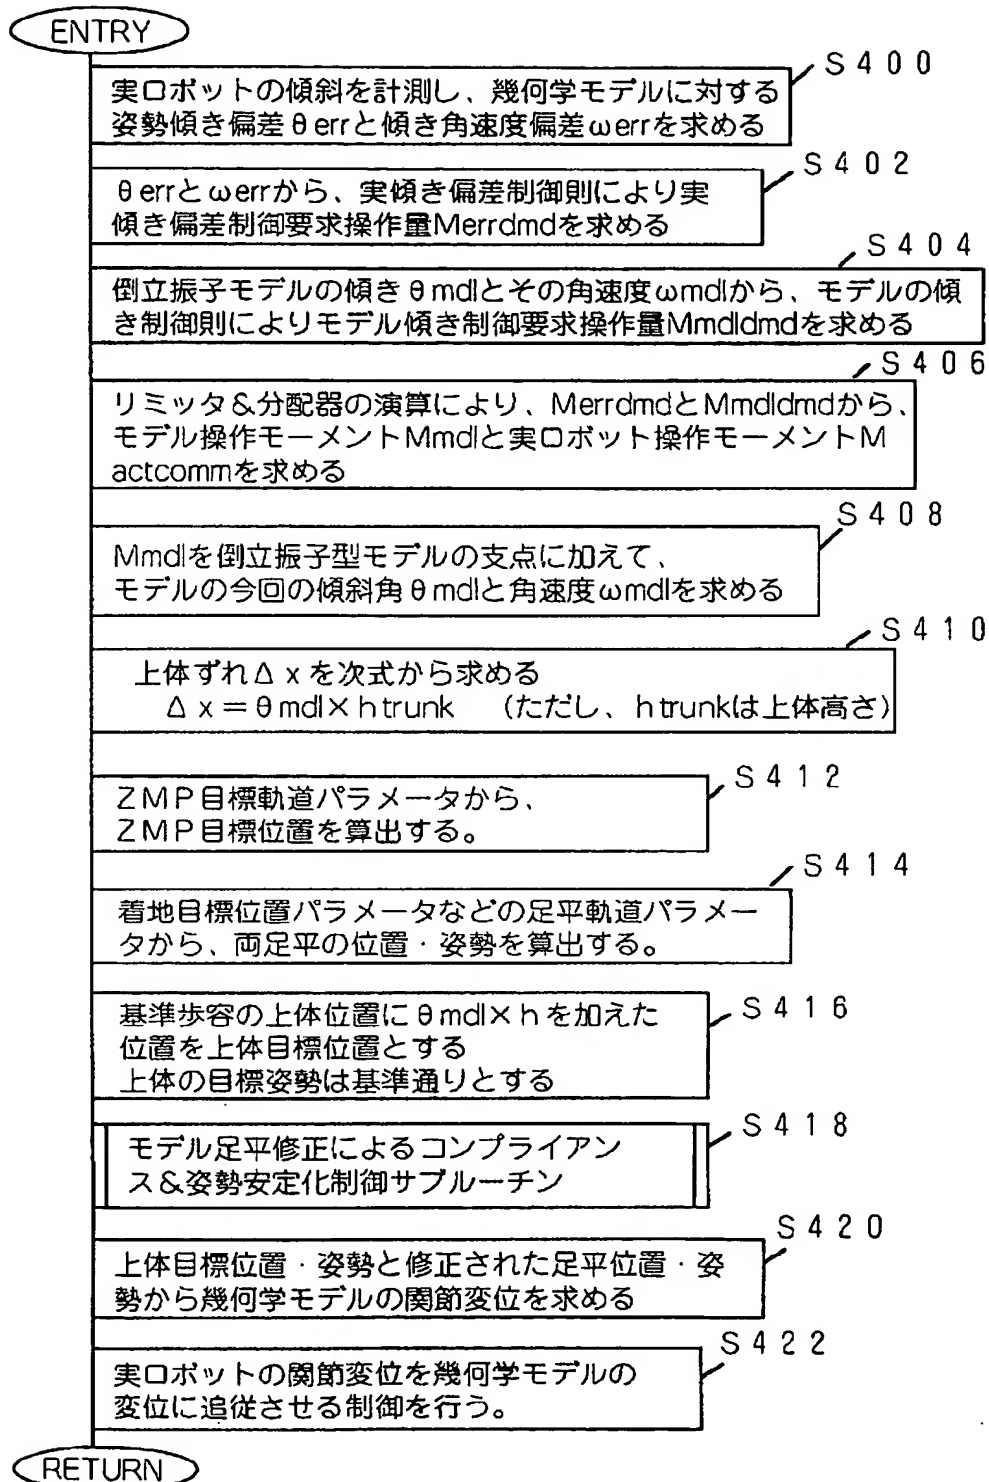 ENTRY
S400
実ロボットの傾斜を計測し、幾何学モデルに対する
姿勢傾き偏差θerrと傾き角速度偏差ωerrを求める
S402
θerrとωerrから、実傾き偏差制御則により実
傾き偏差制御要求操作量Merrdmdを求める
S404
倒立振子モデルの傾きθmdlとその角速度ωmdlから、モデルの傾
き制御則によりモデル傾き制御要求操作量Mmdldmdを求める
S406
リミッタ&分配器の演算により、MerrdmdとMmdldmdから、
モデル操作モーメントMmdlと実ロボット操作モーメントM
actcommを求める
S408
Mmdlを倒立振子型モデルの支点に加えて、
モデルの今回の傾斜角θmdlと角速度ωmdlを求める
S410
上体ずれΔxを次式から求める
Δx=θmdl×htrunk (ただし、htrunkは上体高さ)
S412
ZMP目標軌道パラメータから、
ZMP目標位置を算出する。
S414
着地目標位置パラメータなどの足平軌道パラメー
タから、両足平の位置・姿勢を算出する。
S416
基準歩容の上体位置にθmdl×hを加えた
位置を上体目標位置とする
上体の目標姿勢は基準通りとする
S418
モデル足平修正によるコンプライアン
ス&姿勢安定化制御サブルーチン
S420
上体目標位置・姿勢と修正された足平位置・姿
勢から幾何学モデルの関節変位を求める
S422
実ロボットの関節変位を幾何学モデルの
変位に追従させる制御を行う。
RETURN